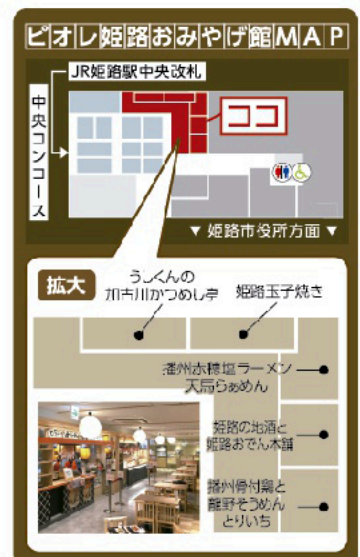 ピオレ姫路おみやげ館MAP
JR姫路駅中央改札
中央コンコース
ココ
▼ 姫路市役所方面 ▼
拡大
うしくんの
加古川かつめし亭
姫路玉子焼き
播州赤穂塩ラーメン
天馬らぁめん
姫路の地酒と
姫路おでん本舗
播州骨付鶏と
龍野そうめん
とりいち